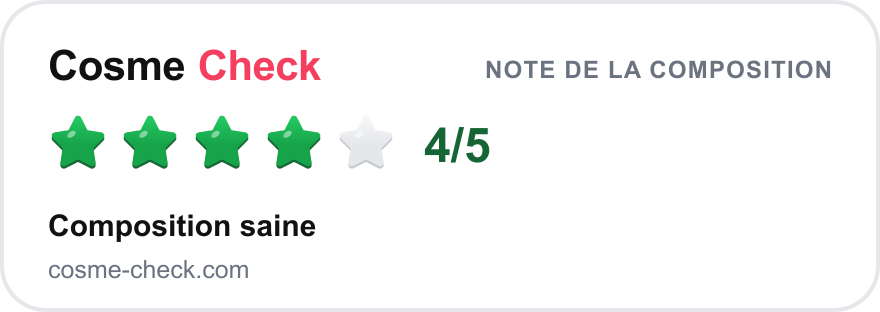 Cosme Check
NOTE DE LA COMPOSITION
4/5
Composition saine
cosme-check.com